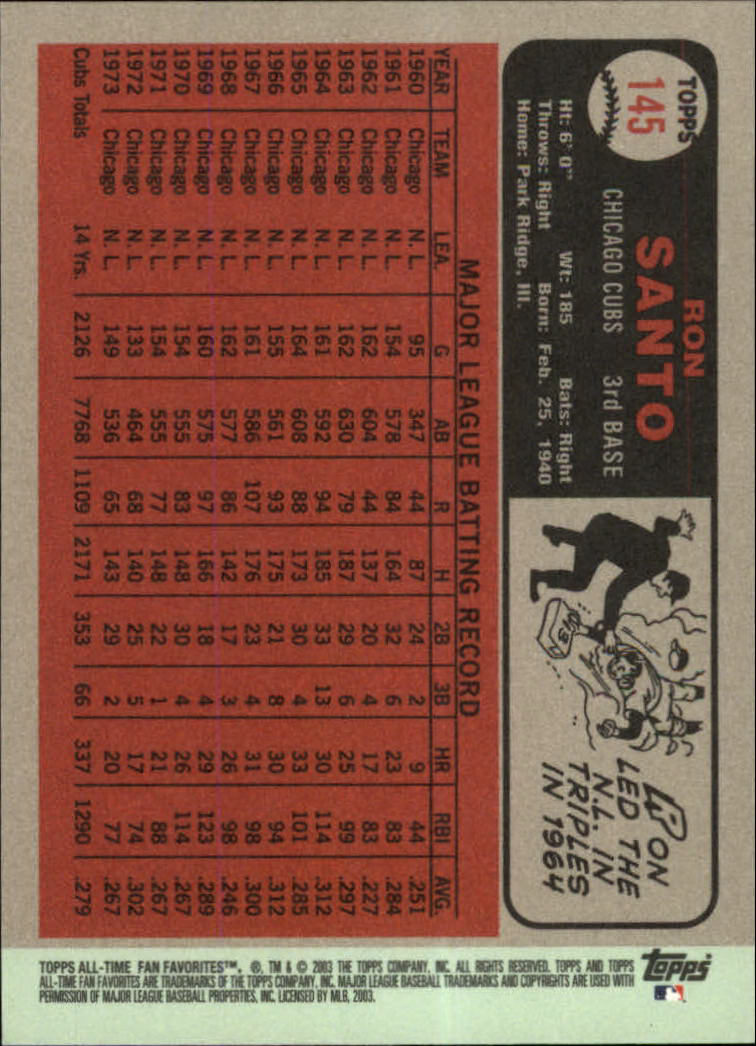 TOPPS
145
RON
SANTO
CHICAGO CUBS 3rd BASE
Ht: 6' 0" Wt: 185 Bats: Right
Throws: Right Born: Feb. 25, 1940
Home: Park Ridge, Ill.
RON
LED THE
N.L. IN
TRIPLES
IN 1964
MAJOR LEAGUE BATTING RECORD
YEAR TEAM LEA. G AB R H 2B 3B HR RBI AVG.
1960 Chicago N. L. 95 347 44 87 24 2 9 44 .251
1961 Chicago N. L. 154 578 84 164 32 6 23 83 .284
1962 Chicago N. L. 162 604 44 137 20 4 17 83 .227
1963 Chicago N. L. 162 630 79 187 29 6 25 99 .297
1964 Chicago N. L. 161 592 94 185 33 13 30 114 .312
1965 Chicago N. L. 164 608 88 173 30 4 33 101 .285
1966 Chicago N. L. 155 561 93 175 21 8 30 94 .312
1967 Chicago N. L. 161 586 107 176 23 4 31 98 .300
1968 Chicago N. L. 162 577 86 142 17 3 26 98 .246
1969 Chicago N. L. 160 575 97 166 18 4 29 123 .289
1970 Chicago N. L. 154 555 83 148 30 4 26 114 .267
1971 Chicago N. L. 154 555 77 148 22 1 21 88 .267
1972 Chicago N. L. 133 464 68 140 25 5 17 74 .302
1973 Chicago N. L. 149 536 65 143 29 2 20 77 .267
Cubs Totals 14 Yrs. 2126 7768 1109 2171 353 66 337 1290 .279
TOPPS ALL-TIME FAN FAVORITES™. ®, TM & © 2003 THE TOPPS COMPANY, INC. ALL RIGHTS RESERVED. TOPPS AND TOPPS
ALL-TIME FAN FAVORITES ARE TRADEMARKS OF THE TOPPS COMPANY, INC. MAJOR LEAGUE BASEBALL TRADEMARKS AND COPYRIGHTS ARE USED WITH
PERMISSION OF MAJOR LEAGUE BASEBALL PROPERTIES, INC. LICENSED BY MLB, 2003.
topps